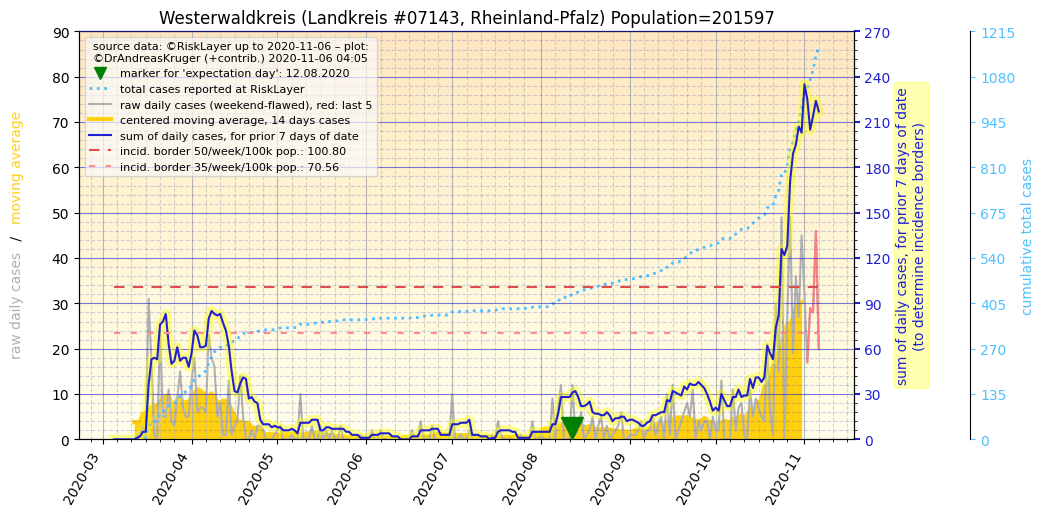 Westerwaldkreis (Landkreis #07143, Rheinland-Pfalz) Population=201597
source data: ©RiskLayer up to 2020-11-06 – plot:
©DrAndreasKruger (+contrib.) 2020-11-06 04:05
marker for 'expectation day': 12.08.2020
total cases reported at RiskLayer
raw daily cases (weekend-flawed), red: last 5
centered moving average, 14 days cases
sum of daily cases, for prior 7 days of date
incid. border 50/week/100k pop.: 100.80
incid. border 35/week/100k pop.: 70.56
raw daily cases / moving average
90
80
70
60
50
40
30
20
10
0
2020-03
2020-04
2020-05
2020-06
2020-07
2020-08
2020-09
2020-10
2020-11
270
240
210
180
150
120
90
60
30
0
sum of daily cases, for prior 7 days of date
(to determine incidence borders)
1215
1080
945
810
675
540
405
270
135
0
cumulative total cases